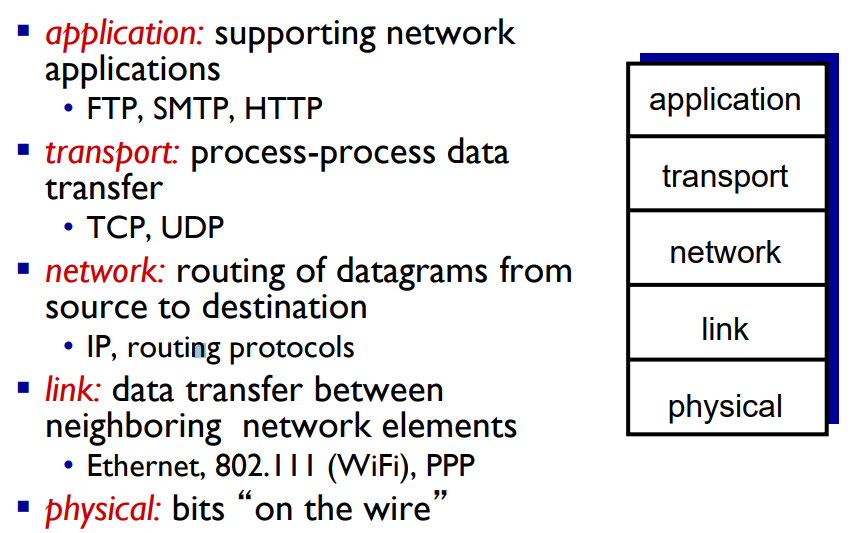 ▪ application: supporting network
applications
• FTP, SMTP, HTTP
▪ transport: process-process data
transfer
• TCP, UDP
▪ network: routing of datagrams from
source to destination
• IP, routing protocols
▪ link: data transfer between
neighboring network elements
• Ethernet, 802.111 (WiFi), PPP
▪ physical: bits “on the wire”
application
transport
network
link
physical